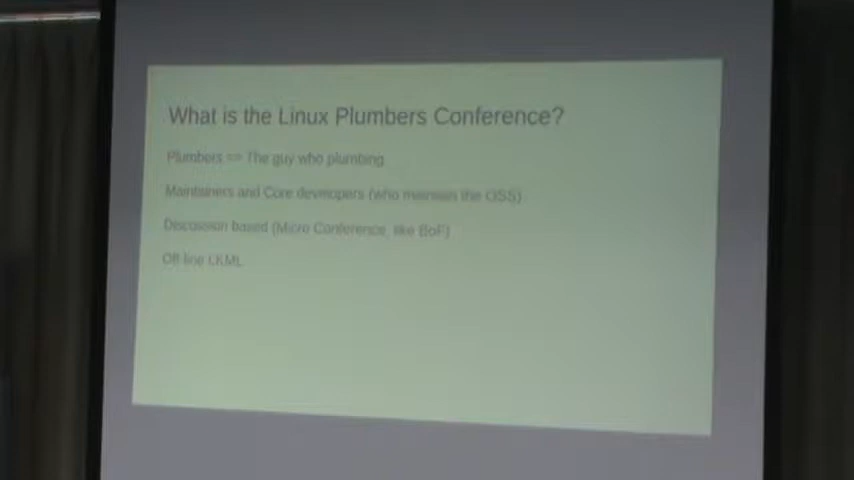 What is the Linux Plumbers Conference?
Plumbers == The guy who plumbing
Maintainers and Core developers (who maintain the OSS)
Discussion based (Micro Conference, like BoF)
Off line LKML